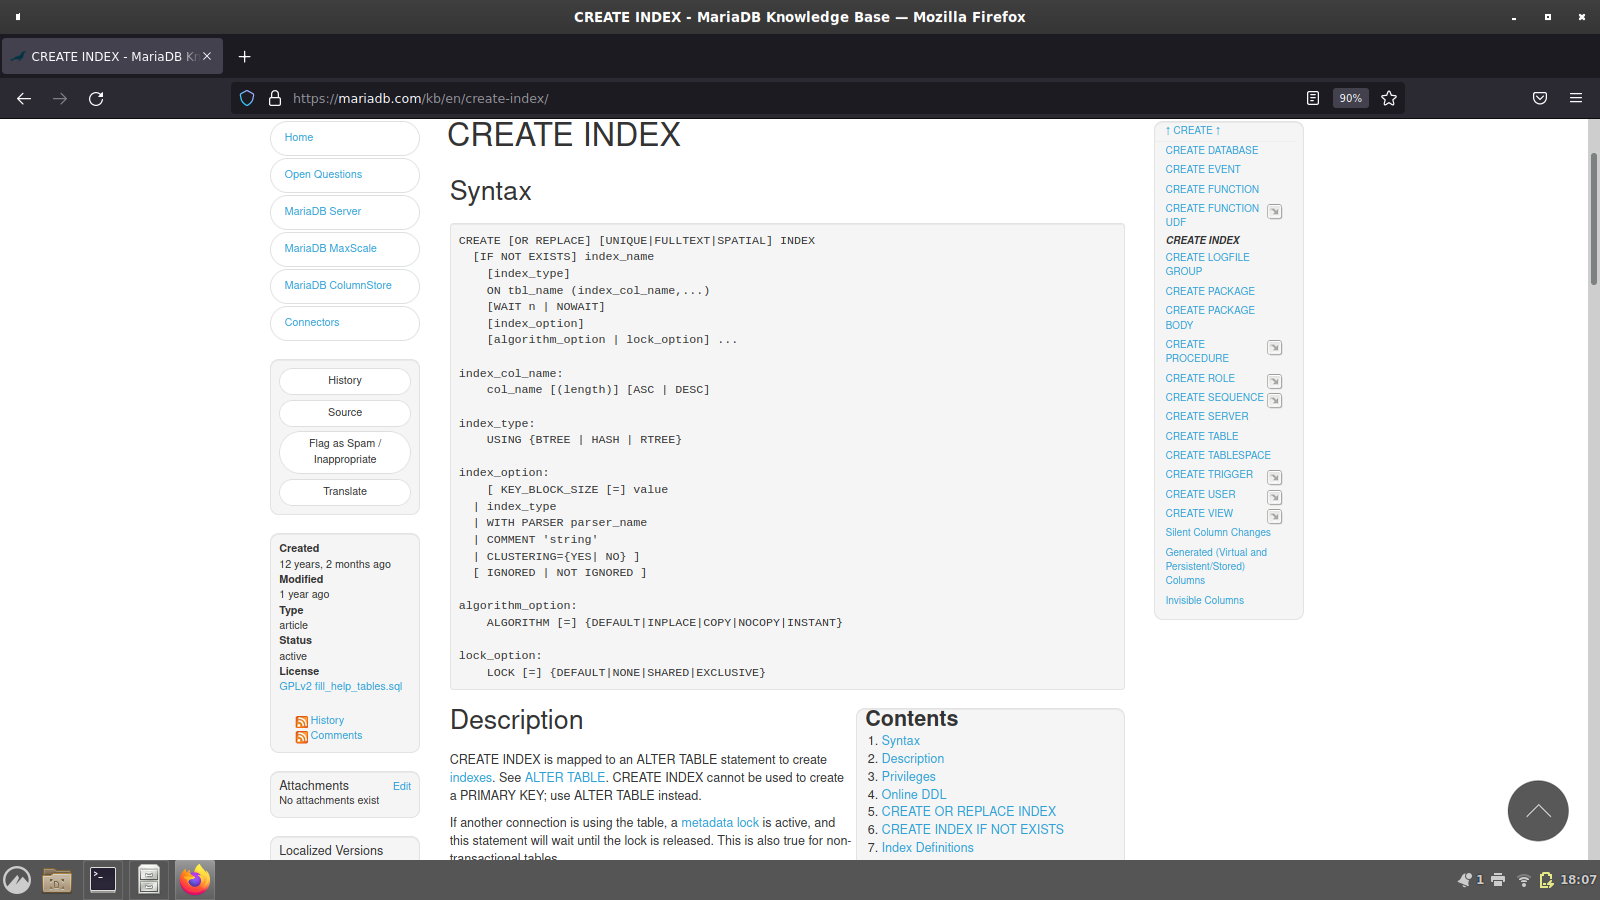 CREATE INDEX - MariaDB Knowledge Base — Mozilla Firefox
CREATE INDEX - MariaDB Kn
https://mariadb.com/kb/en/create-index/
90%
Home
Open Questions
MariaDB Server
MariaDB MaxScale
MariaDB ColumnStore
Connectors
History
Source
Flag as Spam /
Inappropriate
Translate
Created
12 years, 2 months ago
Modified
1 year ago
Type
article
Status
active
License
GPLv2 fill_help_tables.sql
History
Comments
Attachments Edit
No attachments exist
Localized Versions
CREATE INDEX
Syntax
CREATE [OR REPLACE] [UNIQUE|FULLTEXT|SPATIAL] INDEX
  [IF NOT EXISTS] index_name
    [index_type]
    ON tbl_name (index_col_name,...)
    [WAIT n | NOWAIT]
    [index_option]
    [algorithm_option | lock_option] ...
index_col_name:
    col_name [(length)] [ASC | DESC]
index_type:
    USING {BTREE | HASH | RTREE}
index_option:
    [ KEY_BLOCK_SIZE [=] value
  | index_type
  | WITH PARSER parser_name
  | COMMENT 'string'
  | CLUSTERING={YES| NO} ]
  [ IGNORED | NOT IGNORED ]
algorithm_option:
    ALGORITHM [=] {DEFAULT|INPLACE|COPY|NOCOPY|INSTANT}
lock_option:
    LOCK [=] {DEFAULT|NONE|SHARED|EXCLUSIVE}
Description
CREATE INDEX is mapped to an ALTER TABLE statement to create
indexes. See ALTER TABLE. CREATE INDEX cannot be used to create
a PRIMARY KEY; use ALTER TABLE instead.
If another connection is using the table, a metadata lock is active, and
this statement will wait until the lock is released. This is also true for non-
transactional tables.
Contents
1. Syntax
2. Description
3. Privileges
4. Online DDL
5. CREATE OR REPLACE INDEX
6. CREATE INDEX IF NOT EXISTS
7. Index Definitions
↑ CREATE ↑
CREATE DATABASE
CREATE EVENT
CREATE FUNCTION
CREATE FUNCTION
UDF
CREATE INDEX
CREATE LOGFILE
GROUP
CREATE PACKAGE
CREATE PACKAGE
BODY
CREATE
PROCEDURE
CREATE ROLE
CREATE SEQUENCE
CREATE SERVER
CREATE TABLE
CREATE TABLESPACE
CREATE TRIGGER
CREATE USER
CREATE VIEW
Silent Column Changes
Generated (Virtual and
Persistent/Stored)
Columns
Invisible Columns
1
18:07